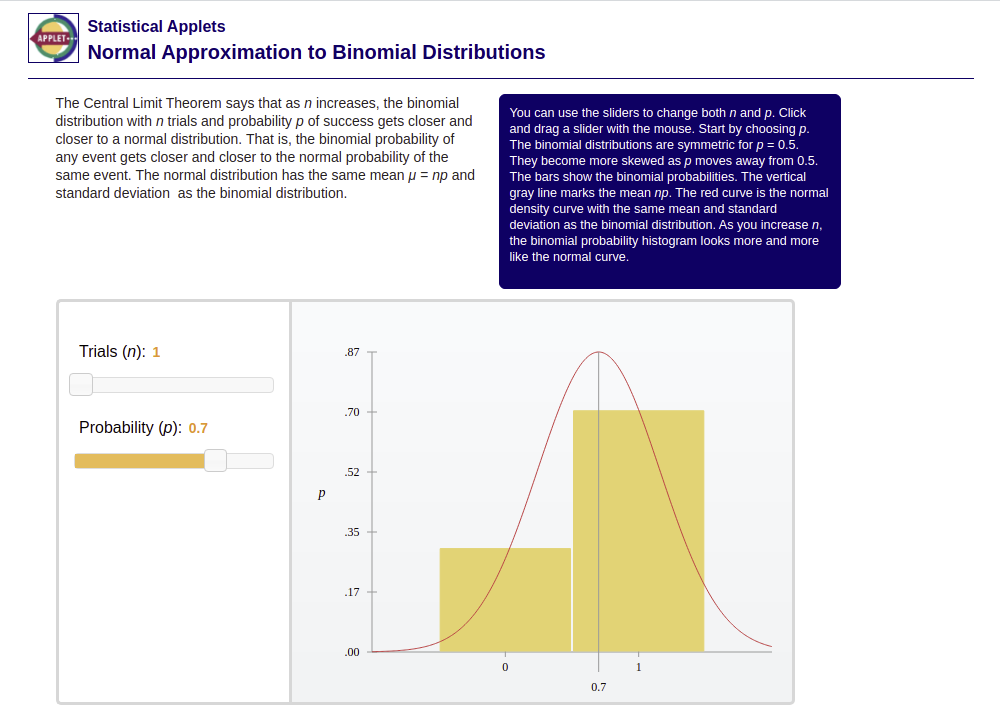 APPLET
Statistical Applets
Normal Approximation to Binomial Distributions
The Central Limit Theorem says that as n increases, the binomial
distribution with n trials and probability p of success gets closer and
closer to a normal distribution. That is, the binomial probability of
any event gets closer and closer to the normal probability of the
same event. The normal distribution has the same mean μ = np and
standard deviation  as the binomial distribution.
You can use the sliders to change both n and p. Click
and drag a slider with the mouse. Start by choosing p.
The binomial distributions are symmetric for p = 0.5.
They become more skewed as p moves away from 0.5.
The bars show the binomial probabilities. The vertical
gray line marks the mean np. The red curve is the normal
density curve with the same mean and standard
deviation as the binomial distribution. As you increase n,
the binomial probability histogram looks more and more
like the normal curve.
Trials (n): 1
Probability (p): 0.7
.87
.70
.52
p
.35
.17
.00
0
1
0.7